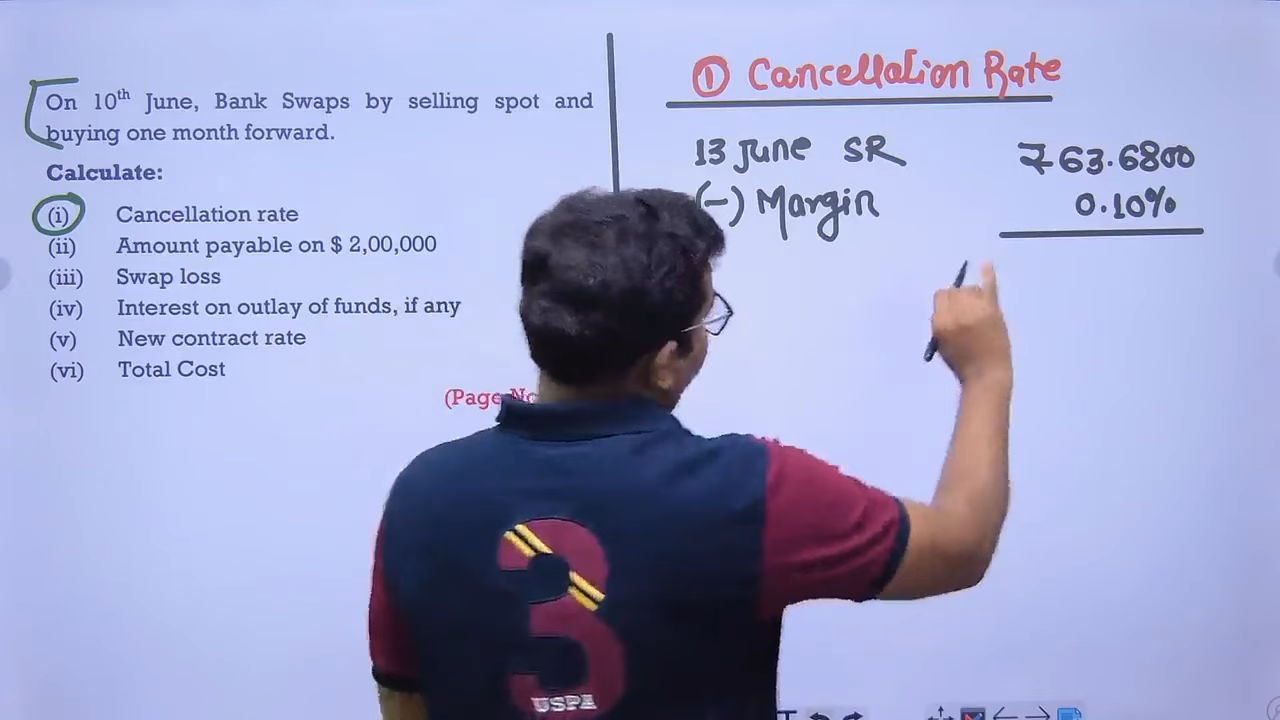 On 10th June, Bank Swaps by selling spot and
buying one month forward.
Calculate:
(i) Cancellation rate
(ii) Amount payable on $ 2,00,000
(iii) Swap loss
(iv) Interest on outlay of funds, if any
(v) New contract rate
(vi) Total Cost
(Page
① Cancellation Rate
13 June SR ₹63.6800
(-) Margin 0.10%
3
USPA